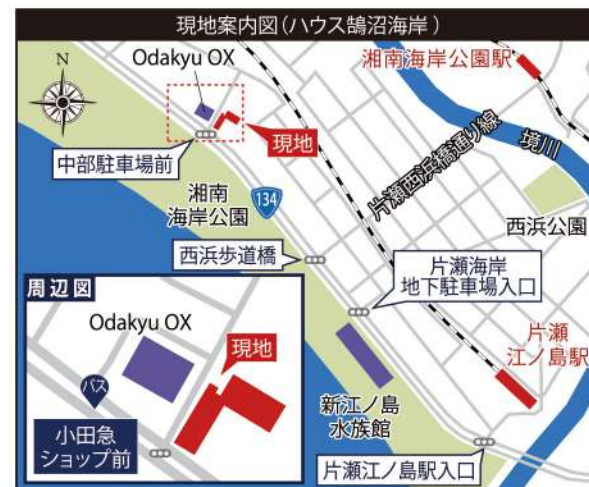 現地案内図(ハウス鵠沼海岸)
N
Odakyu OX
湘南海岸公園駅
現地
中部駐車場前
境川
片瀬西浜橋通り線
湘南
海岸公園
134
西浜公園
西浜歩道橋
片瀬海岸
地下駐車場入口
周辺図
Odakyu OX
現地
バス
小田急
ショップ前
片瀬
江ノ島駅
新江ノ島
水族館
片瀬江ノ島駅入口